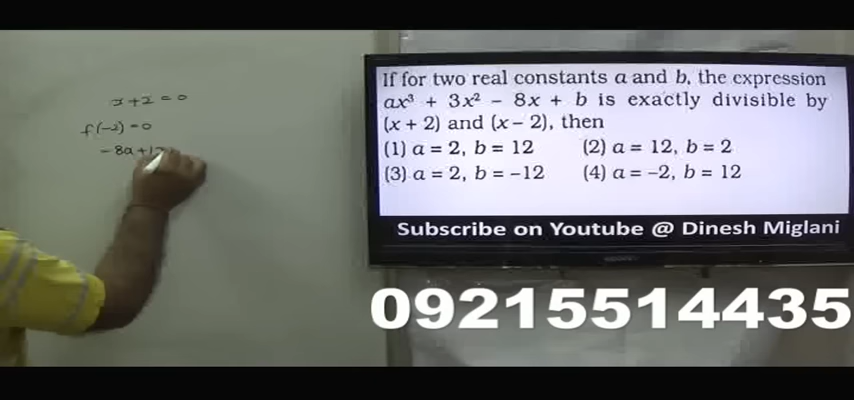 x + 2 = 0
f(-2) = 0
- 8a + 12
If for two real constants a and b, the expression
ax³ + 3x² - 8x + b is exactly divisible by
(x + 2) and (x - 2), then
(1) a = 2, b = 12 (2) a = 12, b = 2
(3) a = 2, b = -12 (4) a = -2, b = 12
Subscribe on Youtube @ Dinesh Miglani
09215514435